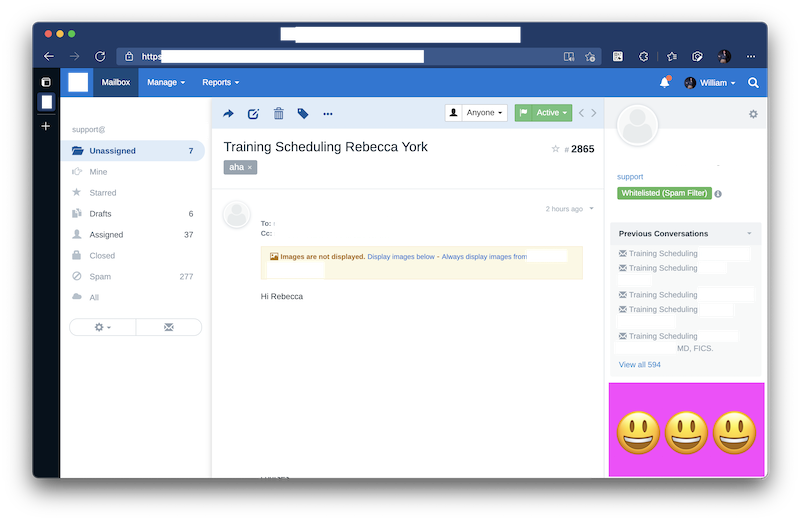 https
Mailbox Manage Reports William
support@
Unassigned 7
Mine
Starred
Drafts 6
Assigned 37
Closed
Spam 277
All
Anyone Active
Training Scheduling Rebecca York
# 2865
aha ×
2 hours ago
To:
Cc:
Images are not displayed. Display images below - Always display images from
Hi Rebecca
support
Whitelisted (Spam Filter)
Previous Conversations
Training Scheduling
Training Scheduling
Training Scheduling
Training Scheduling
Training Scheduling
MD, FICS.
View all 594